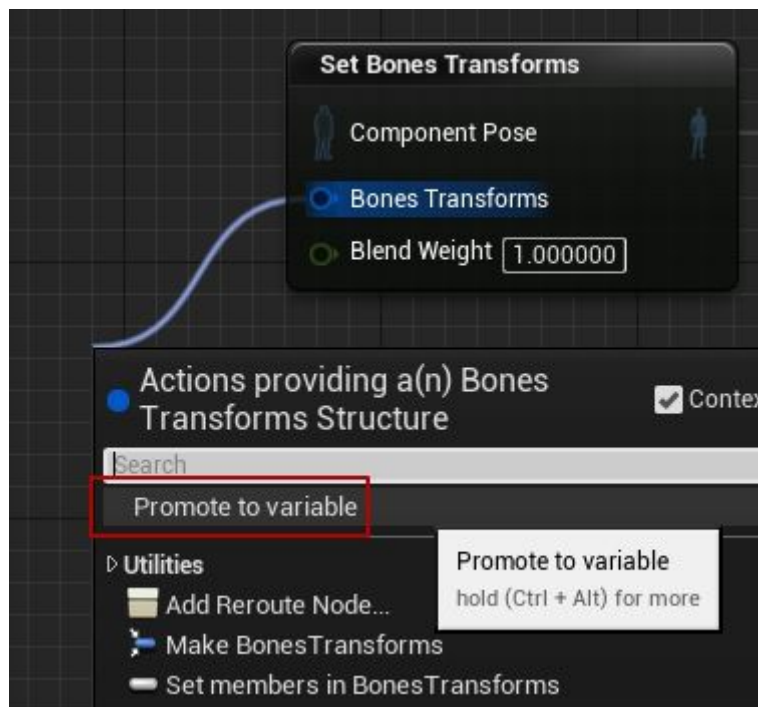 Set Bones Transforms
Component Pose
Bones Transforms
Blend Weight 1.000000
Actions providing a(n) Bones
Transforms Structure
Search
Promote to variable
Utilities
Promote to variable
hold (Ctrl + Alt) for more
Add Reroute Node...
Make BonesTransforms
Set members in BonesTransforms